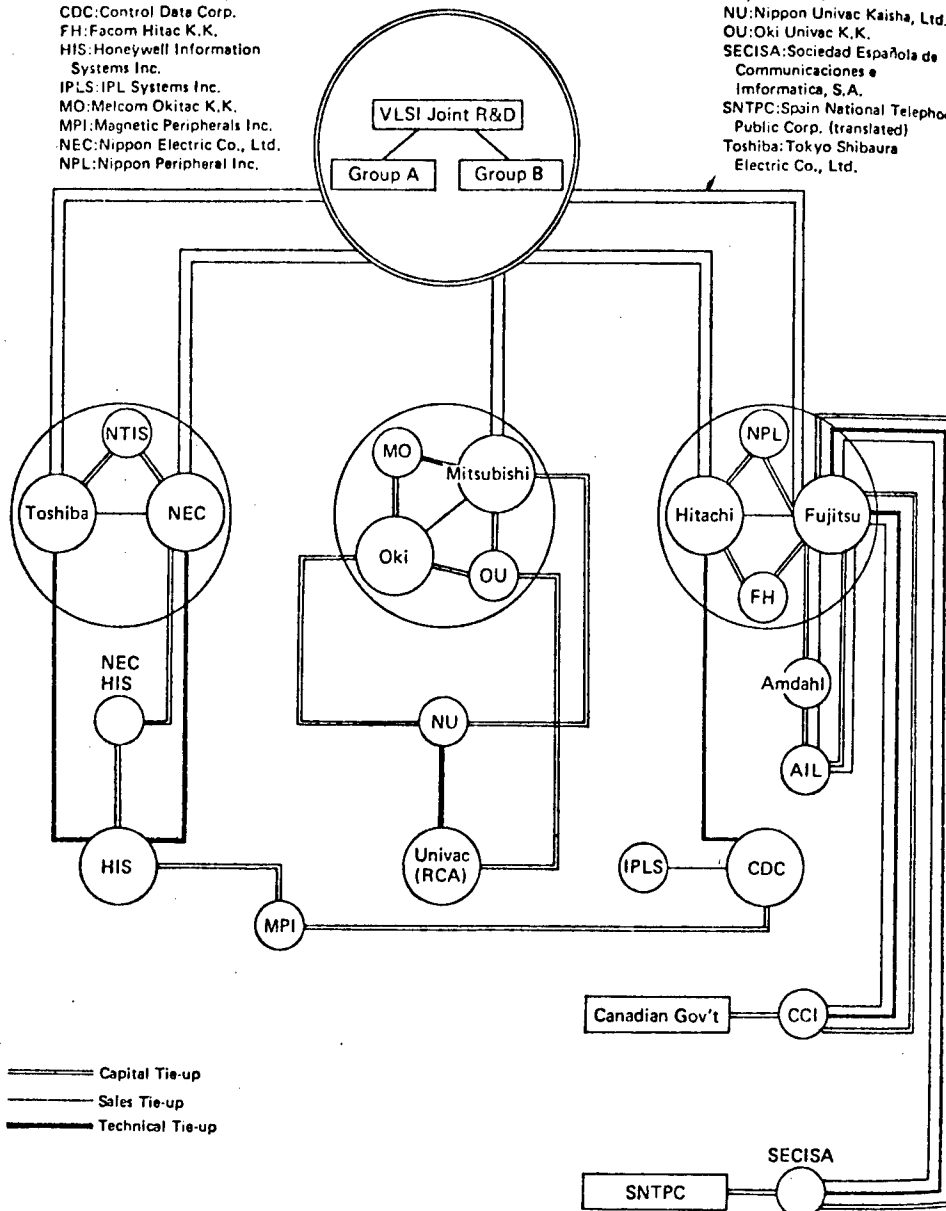 CDC:Control Data Corp.
FH:Facom Hitac K.K.
HIS:Honeywell Information
Systems Inc.
IPLS:IPL Systems Inc.
MO:Melcom Okitac K.K.
MPI:Magnetic Peripherals Inc.
NEC:Nippon Electric Co., Ltd.
NPL:Nippon Peripheral Inc.
NU:Nippon Univac Kaisha, Ltd.
OU:Oki Univac K.K.
SECISA:Sociedad Española de
Communicaciones e
Imformatica, S.A.
SNTPC:Spain National Telepho
Public Corp. (translated)
Toshiba:Tokyo Shibaura
Electric Co., Ltd.
VLSI Joint R&D
Group A
Group B
NTIS
Toshiba
NEC
MO
Mitsubishi
Oki
OU
NPL
Hitachi
Fujitsu
FH
NEC
HIS
NU
Amdahl
AIL
HIS
Univac
(RCA)
IPLS
CDC
MPI
Canadian Gov't
CCI
Capital Tie-up
Sales Tie-up
Technical Tie-up
SECISA
SNTPC